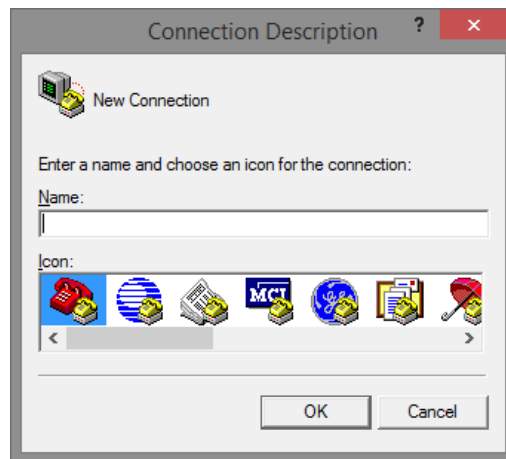 Connection Description ?
New Connection
Enter a name and choose an icon for the connection:
Name:
Icon:
MCI
OK Cancel